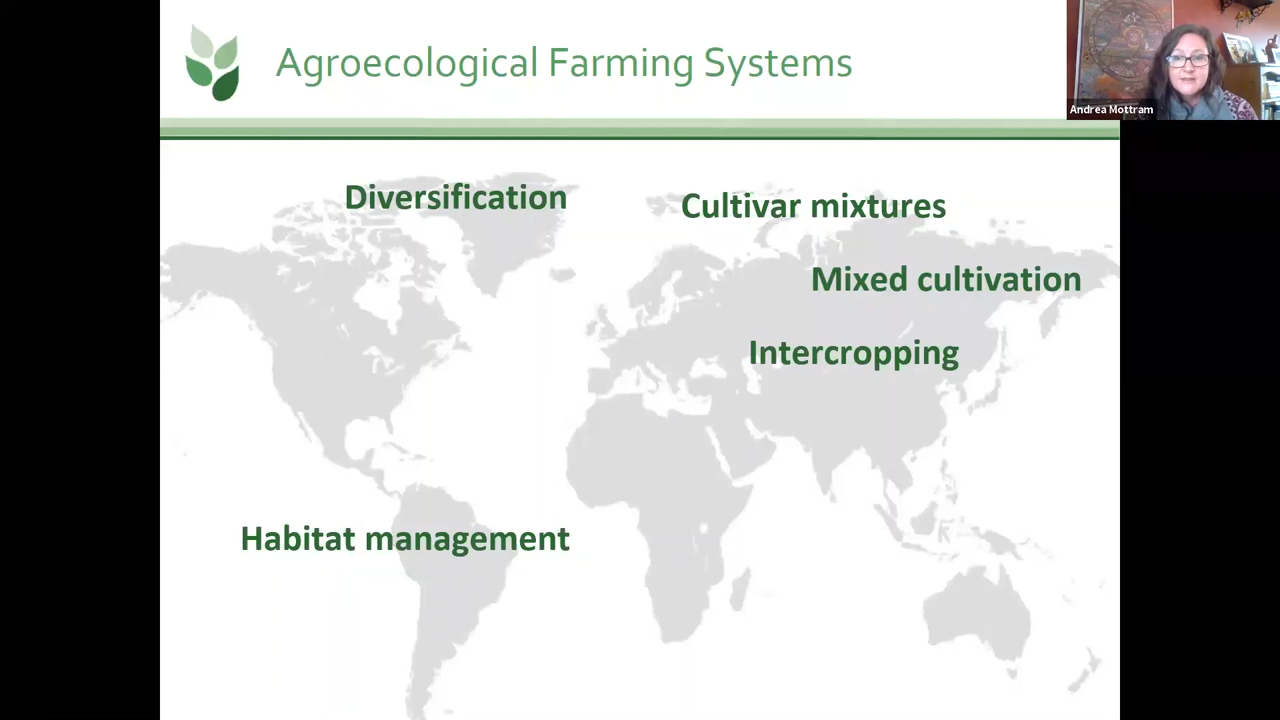 Agroecological Farming Systems
Andrea Mottram
Diversification
Cultivar mixtures
Mixed cultivation
Intercropping
Habitat management